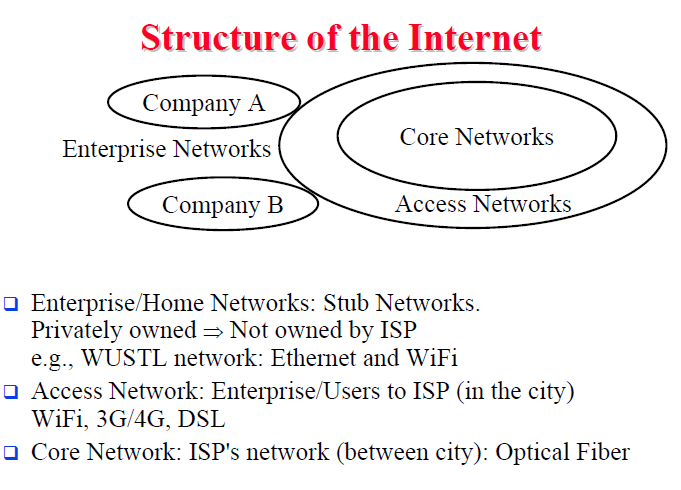 Structure of the Internet
Company A
Core Networks
Enterprise Networks
Company B
Access Networks
❑ Enterprise/Home Networks: Stub Networks.
Privately owned ⇒ Not owned by ISP
e.g., WUSTL network: Ethernet and WiFi
❑ Access Network: Enterprise/Users to ISP (in the city)
WiFi, 3G/4G, DSL
❑ Core Network: ISP's network (between city): Optical Fiber